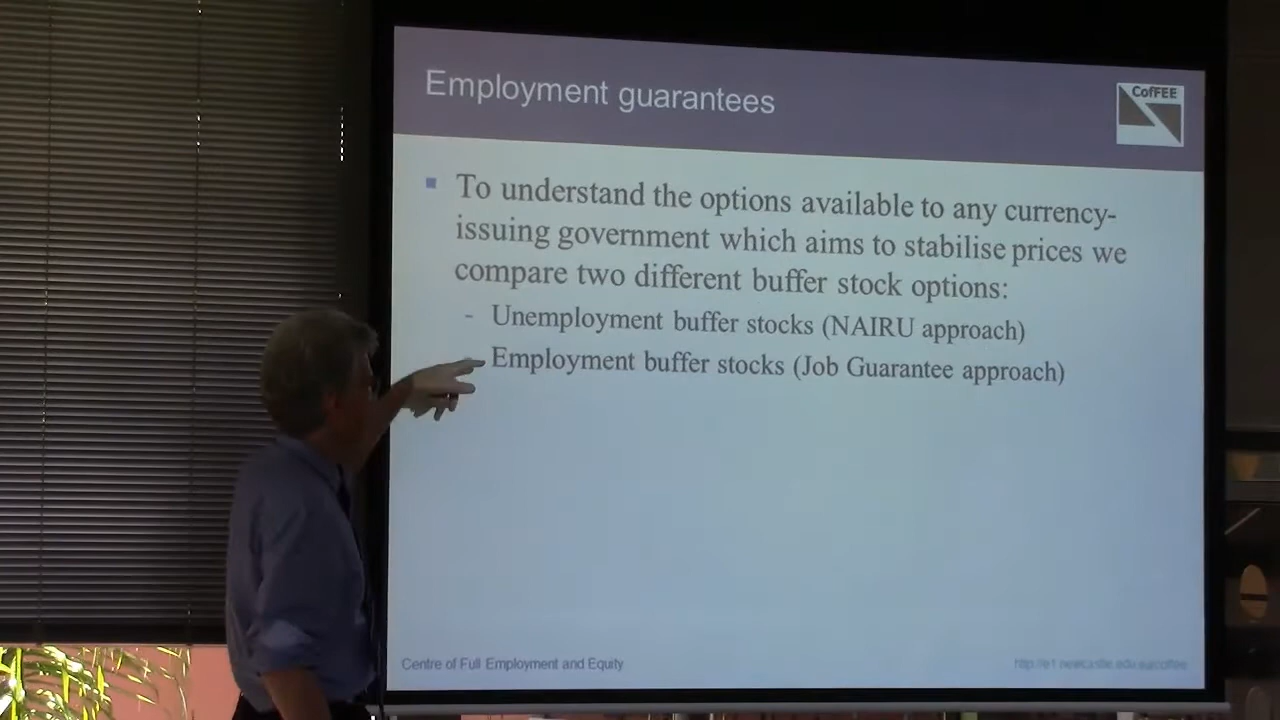 Employment guarantees
CofFEE
To understand the options available to any currency-
issuing government which aims to stabilise prices we
compare two different buffer stock options:
- Unemployment buffer stocks (NAIRU approach)
Employment buffer stocks (Job Guarantee approach)
Centre of Full Employment and Equity